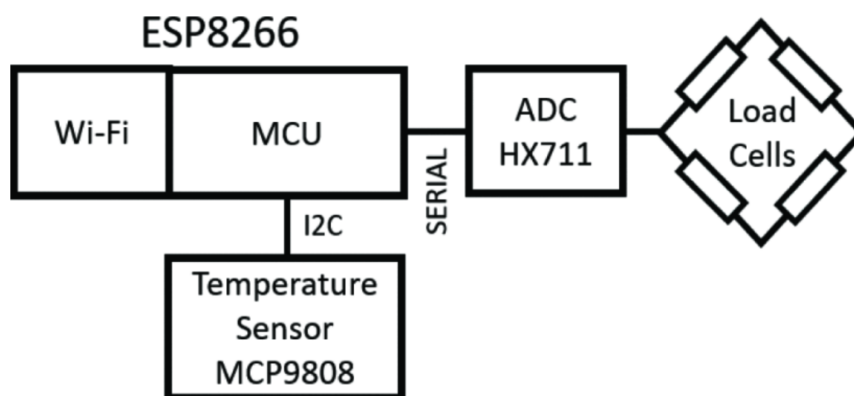 ESP8266
Wi-Fi
MCU
SERIAL
ADC
HX711
Load
Cells
I2C
Temperature
Sensor
MCP9808